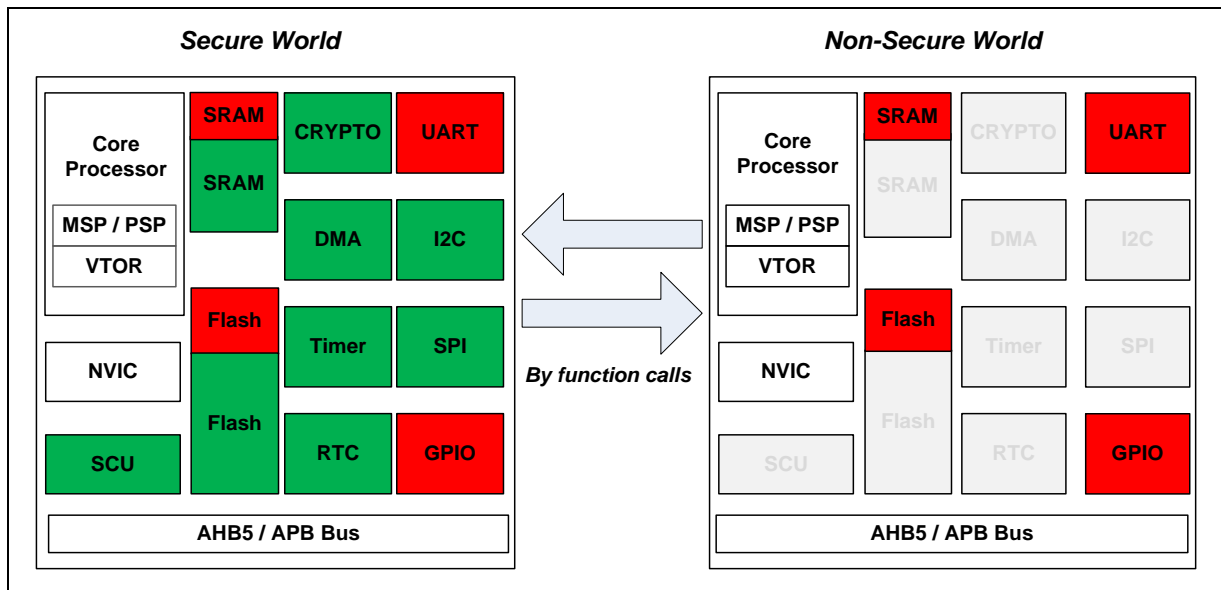 Secure World
Non-Secure World
Core
Processor
MSP / PSP
VTOR
NVIC
SCU
SRAM
SRAM
Flash
Flash
CRYPTO
UART
DMA
I2C
Timer
SPI
RTC
GPIO
AHB5 / APB Bus
By function calls
Core
Processor
MSP / PSP
VTOR
NVIC
SCU
SRAM
SRAM
Flash
Flash
CRYPTO
UART
DMA
I2C
Timer
SPI
RTC
GPIO
AHB5 / APB Bus